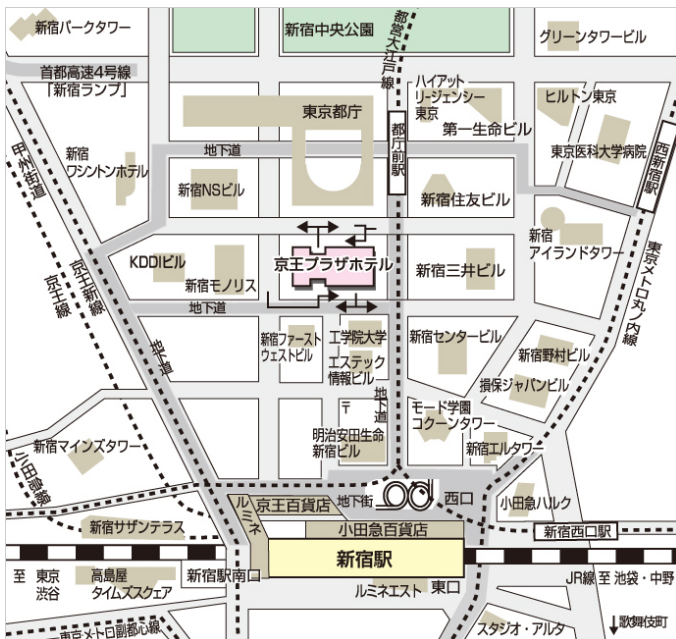 新宿パークタワー
新宿中央公園
都営大江戸線
グリーンタワービル
首都高速4号線
「新宿ランプ」
ハイアット
リージェンシー
東京
ヒルトン東京
東京都庁
第一生命ビル
都庁前駅
東京医科大学病院
西新宿駅
甲州街道
新宿
ワシントンホテル
地下道
新宿NSビル
新宿住友ビル
新宿
アイランドタワー
KDDIビル
新宿モノリス
京王プラザホテル
新宿三井ビル
東京メトロ丸ノ内線
京王新線
京王線
地下道
地下道
新宿ファースト
ウェストビル
工学院大学
エステック
情報ビル
新宿センタービル
新宿野村ビル
損保ジャパンビル
地下道
〒
モード学園
コクーンタワー
明治安田生命
新宿ビル
新宿エルタワー
新宿マインズタワー
小田急線
ルミネ
京王百貨店
地下街
西口
小田急ハルク
新宿サザンテラス
小田急百貨店
新宿西口駅
新宿駅
至 東京
渋谷
高島屋
タイムズスクェア
新宿駅南口
ルミネエスト
東口
JR線 至 池袋・中野
東京メトロ副都心線
スタジオ・アルタ
歌舞伎町